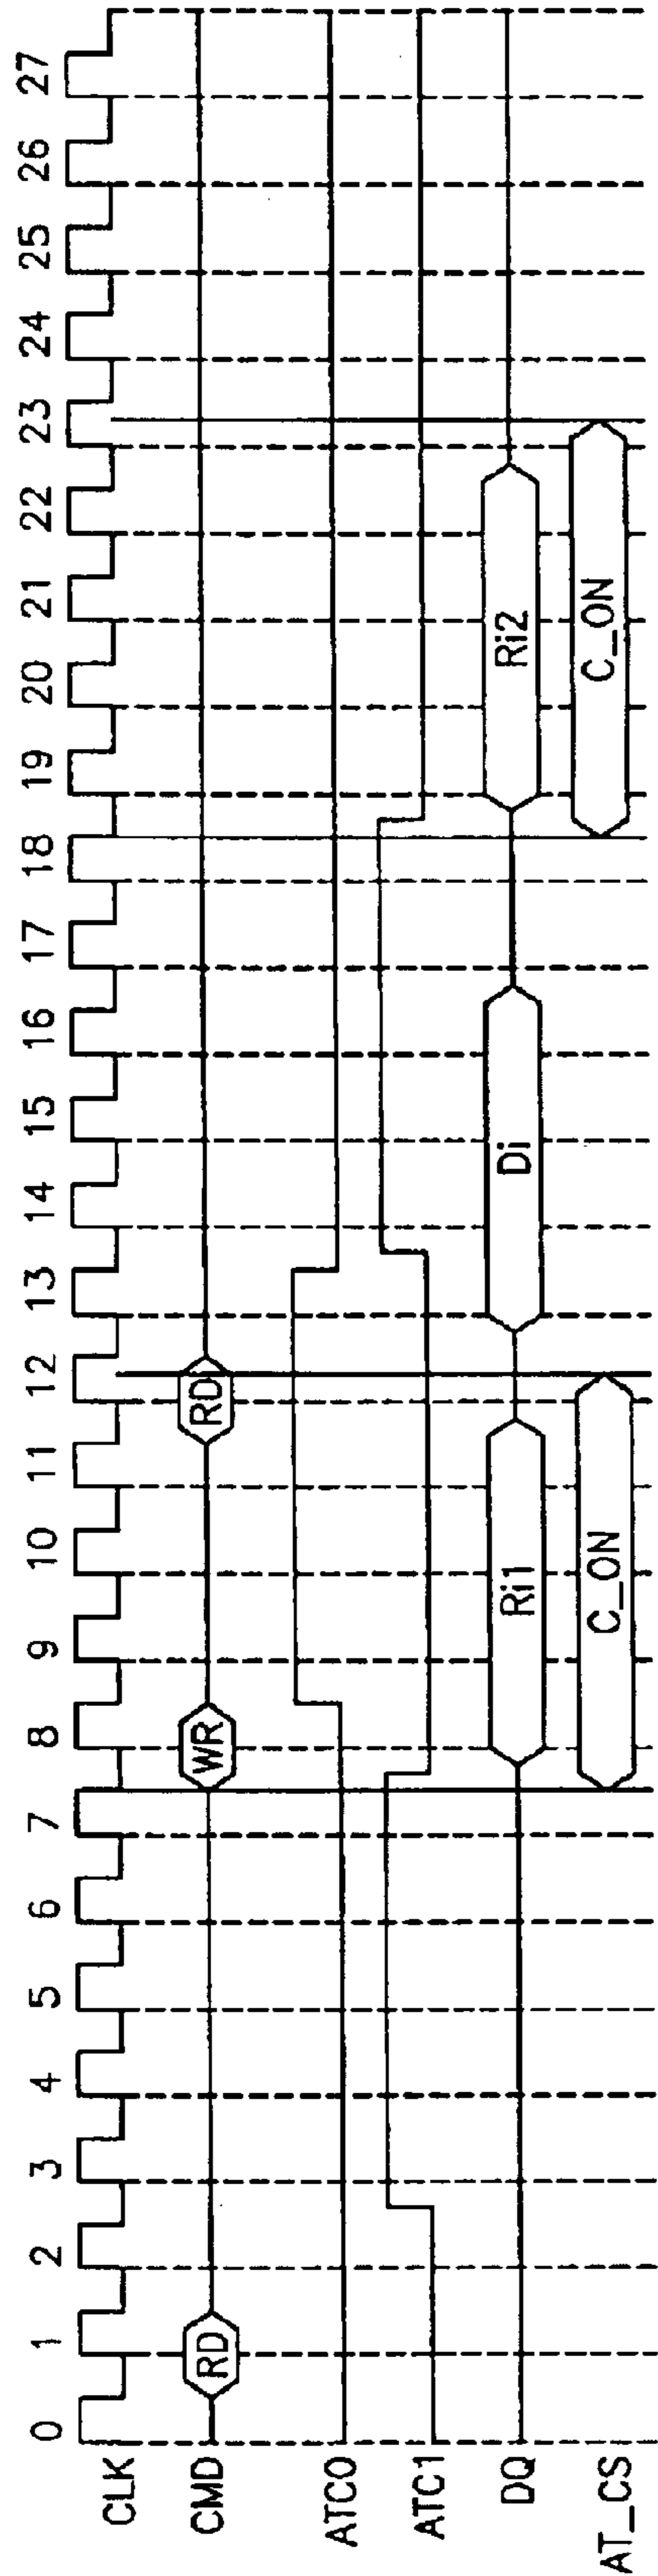 0 1 2 3 4 5 6 7 8 9 10 11 12 13 14 15 16 17 18 19 20 21 22 23 24 25 26 27
CLK
CMD RD WR RD
ATC0
ATC1
DQ Ri1 Di Ri2
AT_CS C_ON C_ON